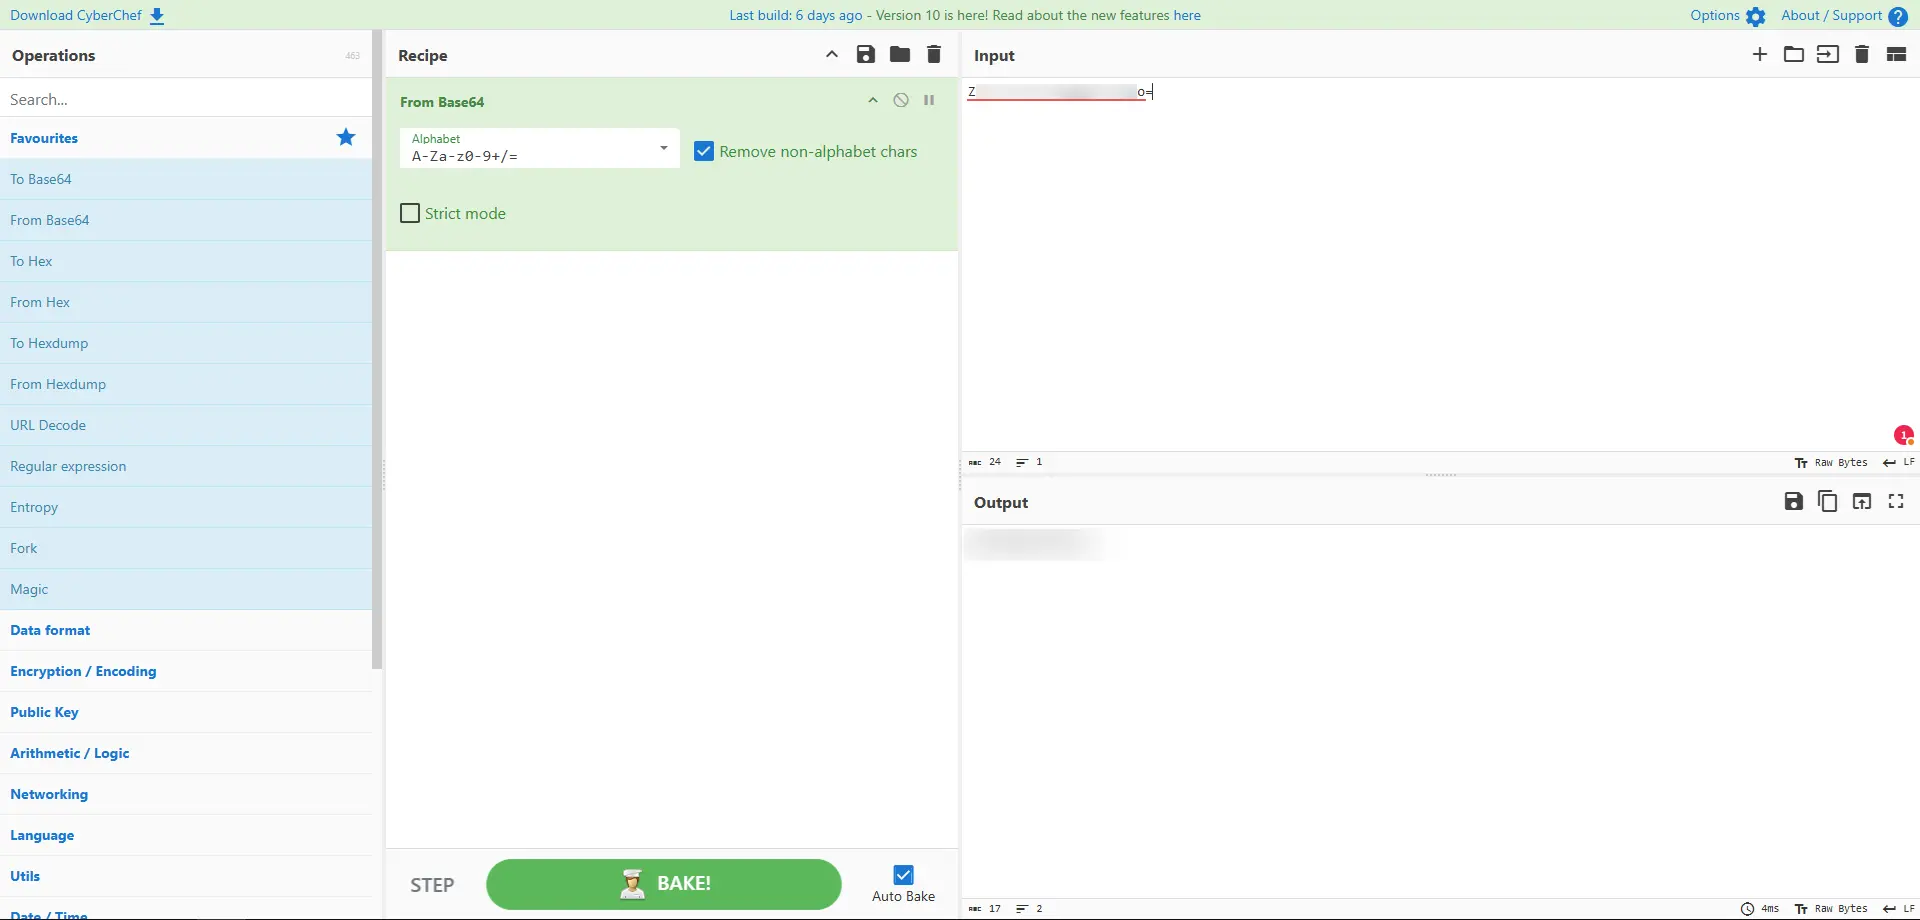 Download CyberChef
Last build: 6 days ago - Version 10 is here! Read about the new features here
Options
About / Support
Operations
463
Search...
Favourites
To Base64
From Base64
To Hex
From Hex
To Hexdump
From Hexdump
URL Decode
Regular expression
Entropy
Fork
Magic
Data format
Encryption / Encoding
Public Key
Arithmetic / Logic
Networking
Language
Utils
Date / Time
Recipe
From Base64
Alphabet
A-Za-z0-9+/=
Remove non-alphabet chars
Strict mode
STEP
BAKE!
Auto Bake
Input
Z
o=
1
ABC 24
1
Tт Raw Bytes
LF
Output
ABC 17
2
4ms
Tт Raw Bytes
LF